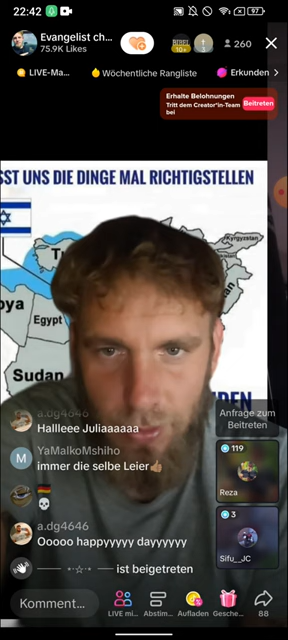 22:42
97
Evangelist ch...
75.9K Likes
10+
260
LIVE-Ma...
Wöchentliche Rangliste
Erkunden
Erhalte Belohnungen
Tritt dem Creator*in-Team
bei
Beitreten
SST UNS DIE DINGE MAL RICHTIGSTELLEN
Kyrgyzstan
Egypt
Sudan
a.dg4646
Hallleee Juliaaaaaa
M
YaMalkoMshiho
immer die selbe Leier
a.dg4646
Ooooo happyyyyy dayyyyyy
ist beigetreten
Anfrage zum
Beitreten
119
Reza
3
Sifu__JC
Komment...
LIVE mi...
Abstim...
Aufladen
Gesche...
88